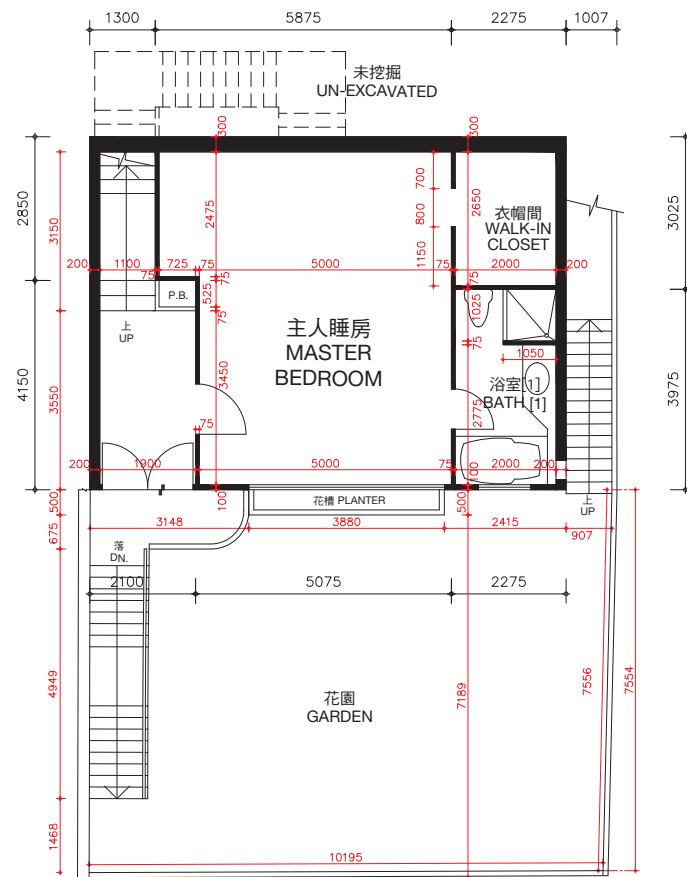 1300 5875 2275 1007
未挖掘
UN-EXCAVATED
300 300
2850 3150 2475 700 2650 3025
800
衣帽間
WALK-IN
CLOSET
1150
200 1100 725 75 5000 75 2000 200
75 75 75
P.B. 525
75
1025
上
UP
主人睡房
MASTER
BEDROOM
75
1050
4150 3550 3450 2775 3975
浴室[1]
BATH [1]
75
200 1900 5000 75 2000 200
100 100
花槽 PLANTER
500 500
上
UP
3148 3880 2415 907
675
落
DN.
2100 5075 2275
4949 7189 7556 7554
花園
GARDEN
1468
10195